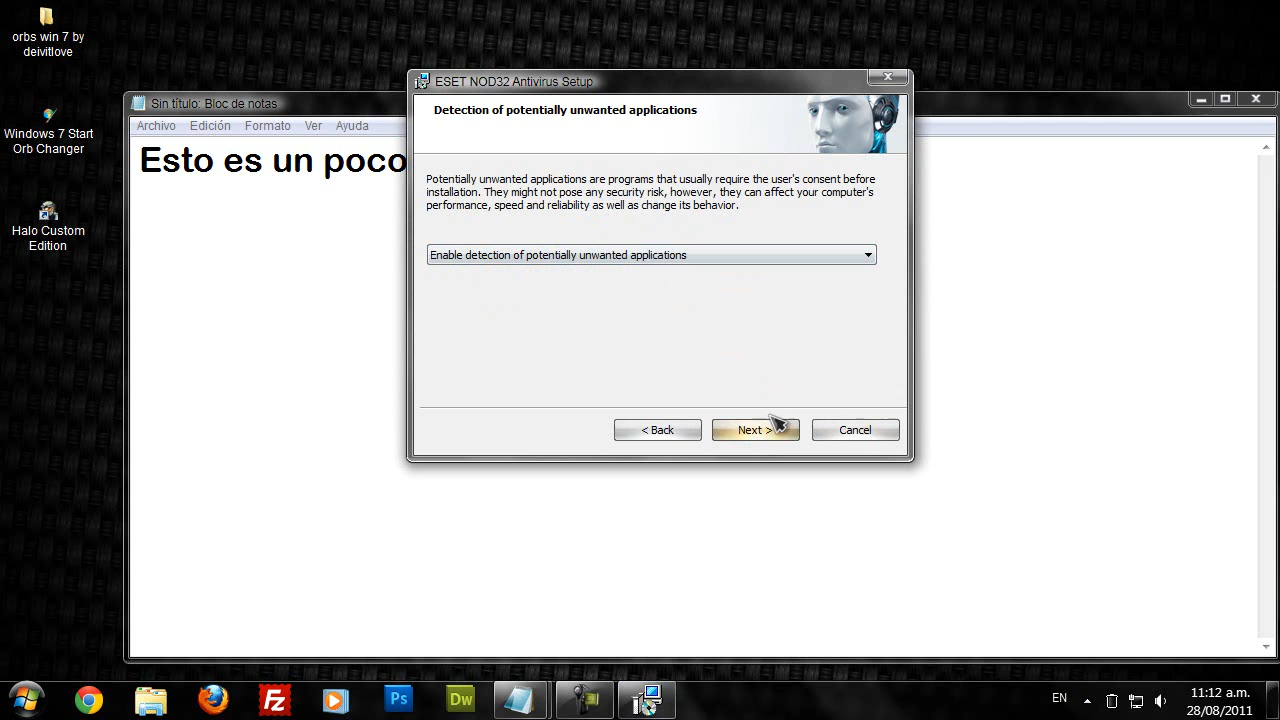 orbs win 7 by
deivitlove
Windows 7 Start
Orb Changer
Halo Custom
Edition
Sin título: Bloc de notas
Archivo Edición Formato Ver Ayuda
Esto es un poco
ESET NOD32 Antivirus Setup
Detection of potentially unwanted applications
Potentially unwanted applications are programs that usually require the user's consent before
installation. They might not pose any security risk, however, they can affect your computer's
performance, speed and reliability as well as change its behavior.
Enable detection of potentially unwanted applications
< Back Next > Cancel
Fz Ps Dw
EN
11:12 a.m.
28/08/2011